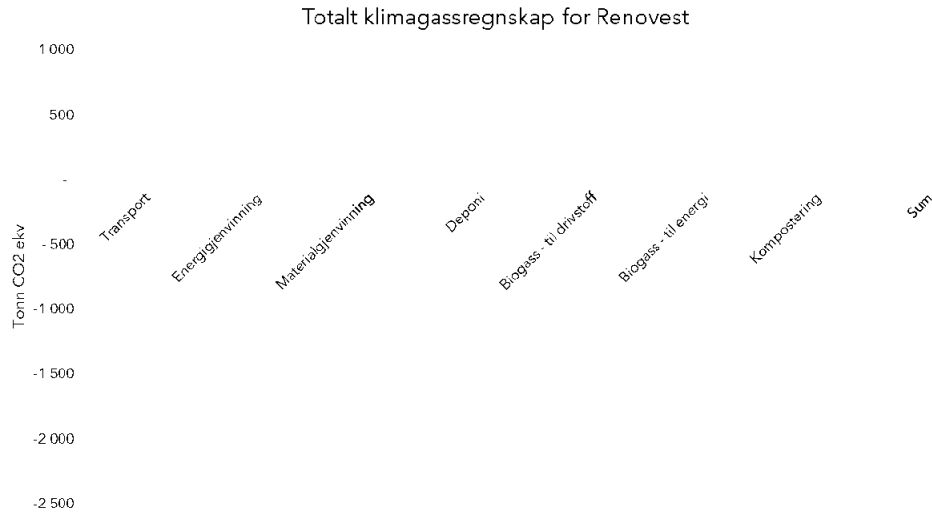 Totalt klimagassregnskap for Renovest
1 000
500
-
- 500
-1 000
-1 500
-2 000
-2 500
Tonn CO2 ekv
Transport
Energigjenvinning
Materialgjenvinning
Deponi
Biogass - til drivstoff
Biogass - til energi
Kompostering
Sum